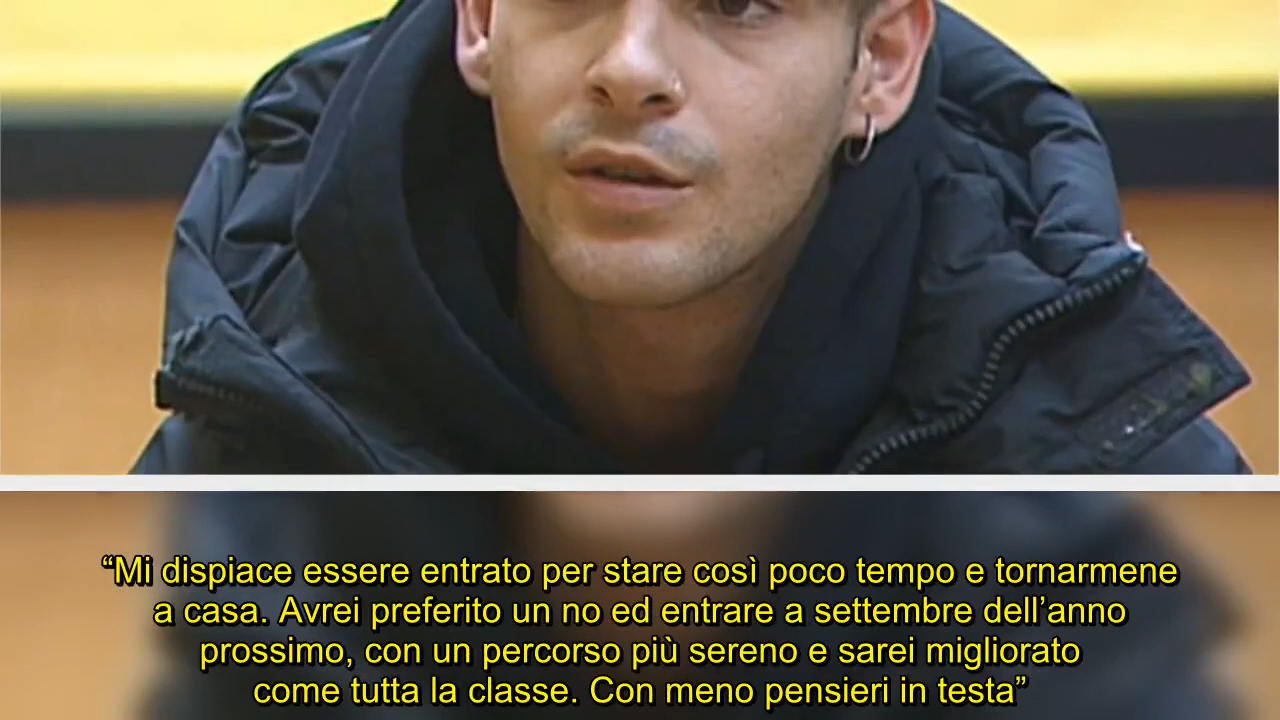 “Mi dispiace essere entrato per stare così poco tempo e tornarmene
a casa. Avrei preferito un no ed entrare a settembre dell’anno
prossimo, con un percorso più sereno e sarei migliorato
come tutta la classe. Con meno pensieri in testa”